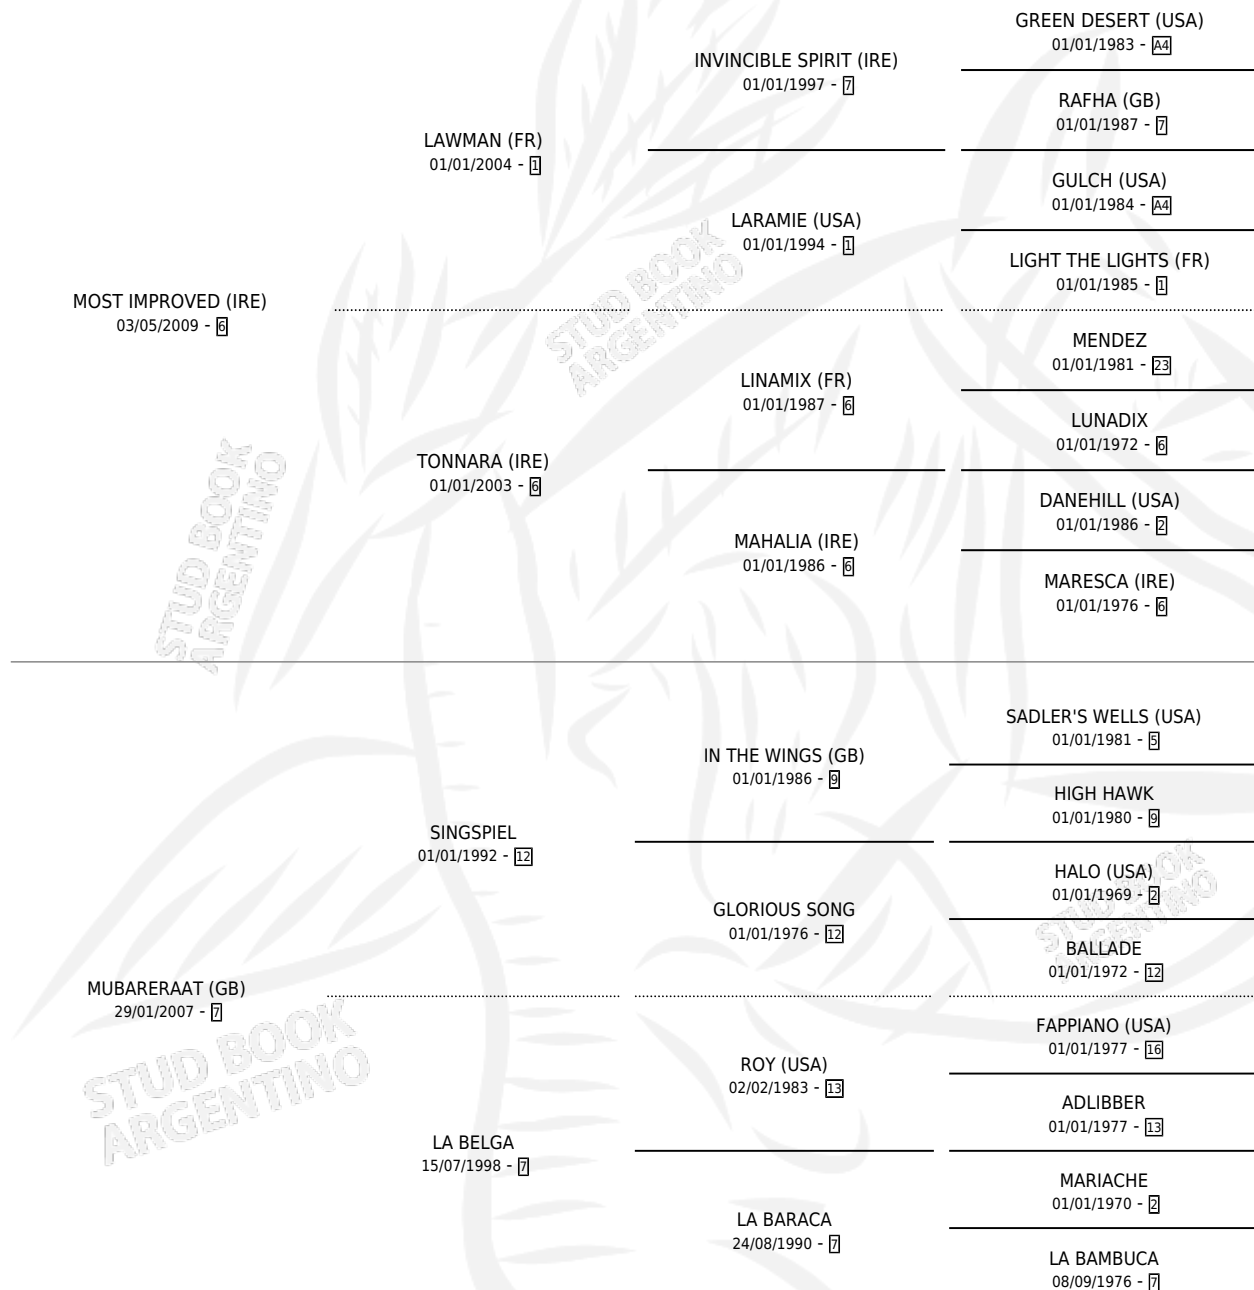 GREEN DESERT (USA)
01/01/1983 - A4
INVINCIBLE SPIRIT (IRE)
01/01/1997 - 7
RAFHA (GB)
01/01/1987 - 7
LAWMAN (FR)
01/01/2004 - 1
GULCH (USA)
01/01/1984 - A4
LARAMIE (USA)
01/01/1994 - 1
LIGHT THE LIGHTS (FR)
01/01/1985 - 1
MOST IMPROVED (IRE)
03/05/2009 - 6
STUD BOOK
ARGENTINO
MENDEZ
01/01/1981 - 23
LINAMIX (FR)
01/01/1987 - 6
LUNADIX
01/01/1972 - 6
TONNARA (IRE)
01/01/2003 - 6
DANEHILL (USA)
01/01/1986 - 2
MAHALIA (IRE)
01/01/1986 - 6
MARESCA (IRE)
01/01/1976 - 6
STUD BOOK
ARGENTINO
SADLER'S WELLS (USA)
01/01/1981 - 5
IN THE WINGS (GB)
01/01/1986 - 9
HIGH HAWK
01/01/1980 - 9
SINGSPIEL
01/01/1992 - 12
HALO (USA)
01/01/1969 - 2
GLORIOUS SONG
01/01/1976 - 12
STUD BOOK
ARGENTINO
BALLADE
01/01/1972 - 12
MUBARERAAT (GB)
29/01/2007 - 7
STUD BOOK
ARGENTINO
FAPPIANO (USA)
01/01/1977 - 16
ROY (USA)
02/02/1983 - 13
ADLIBBER
01/01/1977 - 13
LA BELGA
15/07/1998 - 7
MARIACHE
01/01/1970 - 2
LA BARACA
24/08/1990 - 7
LA BAMBUCA
08/09/1976 - 7